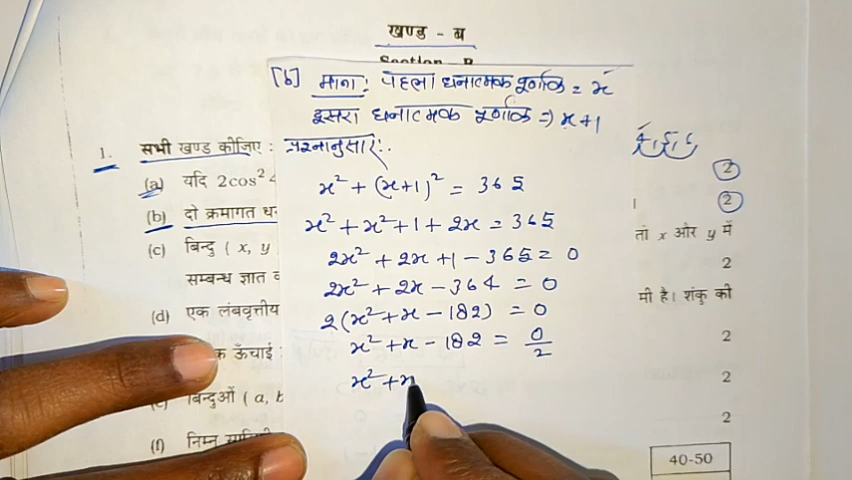 खण्ड - ब
Section - B
[b] माना: पहला धनात्मक पूर्णांक = x
दूसरा धनात्मक पूर्णांक => x+1
1. सभी खण्ड कीजिए :
प्रश्नानुसार:-
(a) यदि 2cos²4
2
x² + (x+1)² = 365
(b) दो क्रमागत
2
x² + x² + 1 + 2x = 365
(c) बिन्दु ( x, y
तो x और y में
2x² + 2x + 1 - 365 = 0
सम्बन्ध ज्ञात
2
2x² + 2x - 364 = 0
(d) एक लंबवृत्तीय
मी है। शंकु की
2(x² + x - 182) = 0
ऊँचाई
2
x² + x - 182 = 0/2
बिन्दुओं ( a, b
2
x² + x
2
(f) निम्न
40-50